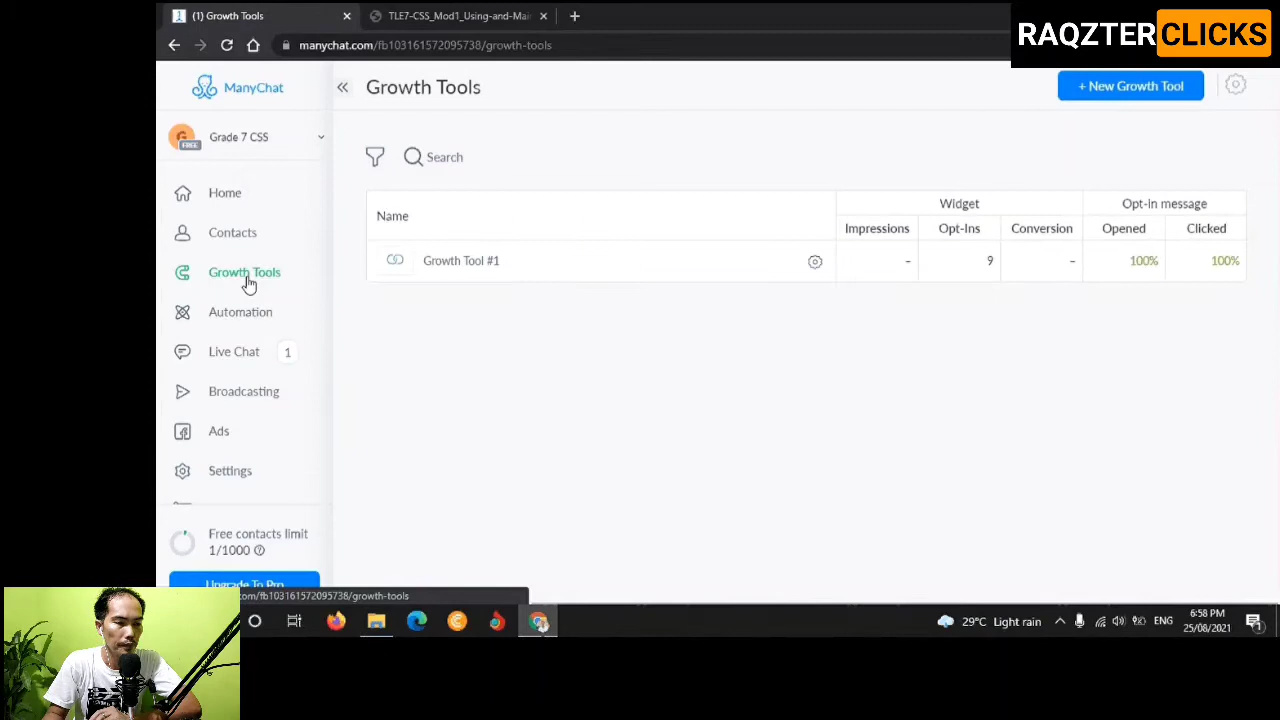 (1) Growth Tools
TLE7-CSS_Mod1_Using-and-Mai
RAQZTER CLICKS
manychat.com/fb103161572095738/growth-tools
ManyChat
Growth Tools
+ New Growth Tool
Grade 7 CSS
FREE
Search
Home
Contacts
Growth Tools
Automation
Live Chat 1
Broadcasting
Ads
Settings
Name
Widget
Opt-In message
Impressions
Opt-Ins
Conversion
Opened
Clicked
Growth Tool #1
-
9
-
100%
100%
Free contacts limit
1/1000
Upgrade To Pro
com/fb103161572095738/growth-tools
29°C Light rain
ENG
6:58 PM
25/08/2021